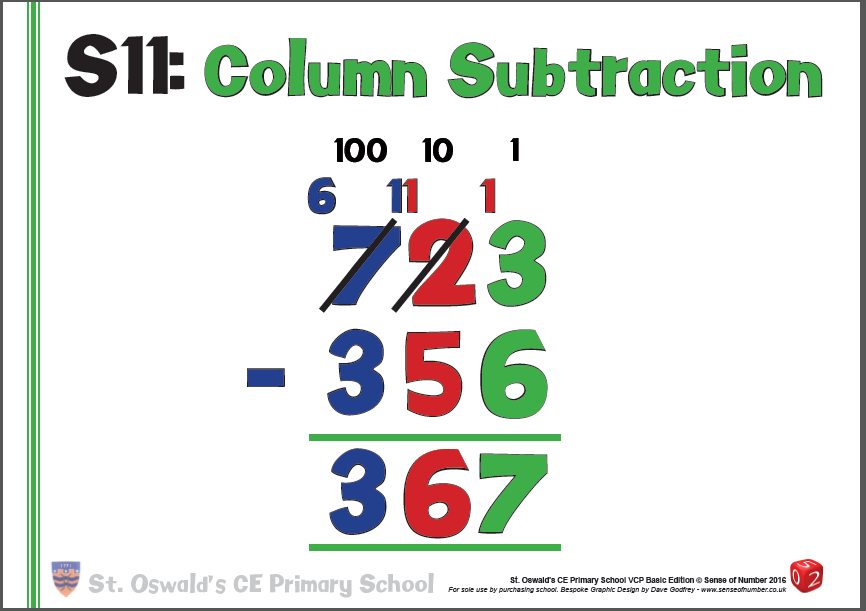 S11: Column Subtraction
100 10 1
6 11 1
723
- 356
367
St. Oswald's CE Primary School
St. Oswald's CE Primary School VCP Basic Edition © Sense of Number 2016
For sole use by purchasing school. Bespoke Graphic Design by Dave Godfrey - www.senseofnumber.co.uk